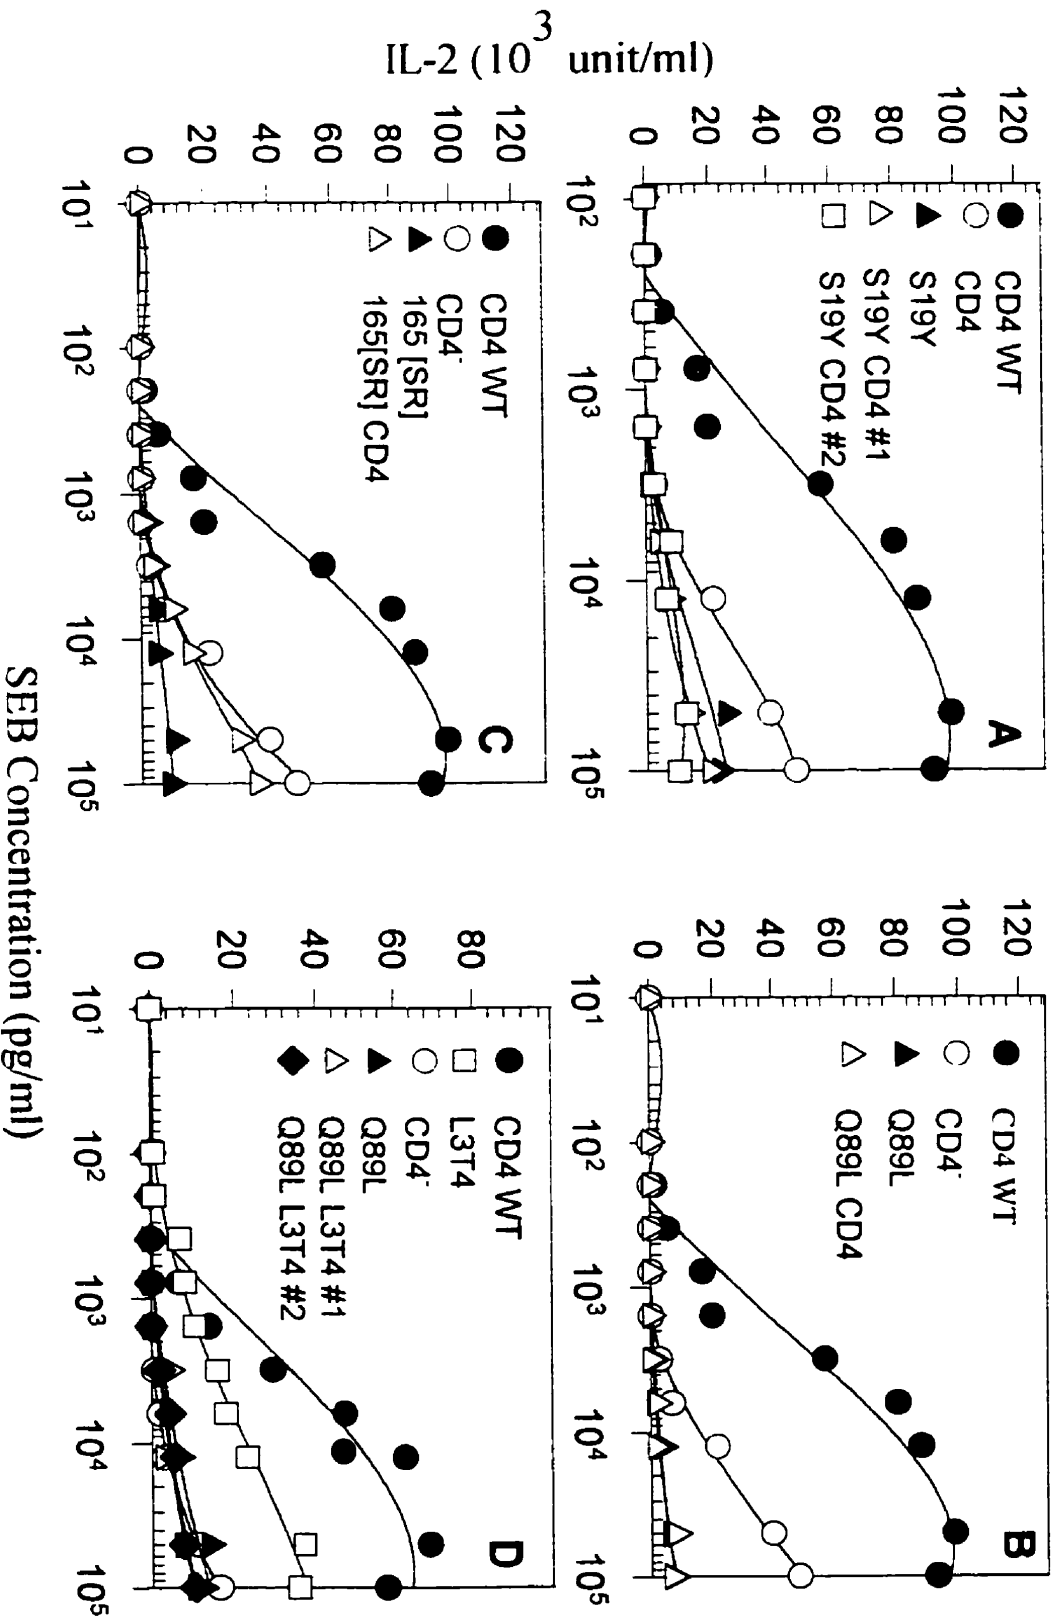 IL-2 (10³ unit/ml)
A
120
100
80
60
40
20
0
10²
10³
10⁴
10⁵
CD4 WT
CD4
S19Y
S19Y CD4 #1
S19Y CD4 #2
B
120
100
80
60
40
20
0
10¹
10²
10³
10⁴
10⁵
CD4 WT
CD4⁻
Q89L
Q89L CD4
C
120
100
80
60
40
20
0
10¹
10²
10³
10⁴
10⁵
CD4 WT
CD4⁻
165 [SR]
165[SR] CD4
D
80
60
40
20
0
10¹
10²
10³
10⁴
10⁵
CD4 WT
L3T4
CD4⁻
Q89L
Q89L L3T4 #1
Q89L L3T4 #2
SEB Concentration (pg/ml)